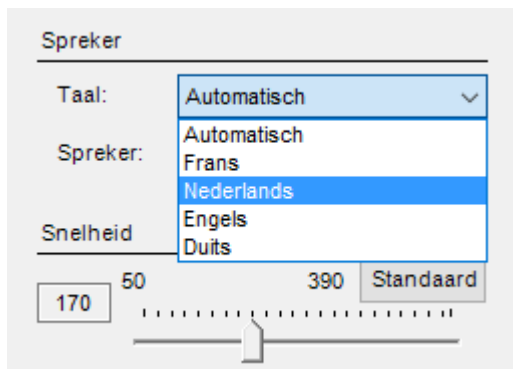 Spreker
Taal:
Automatisch
Automatisch
Spreker:
Frans
Nederlands
Engels
Duits
Snelheid
170
50
390
Standaard